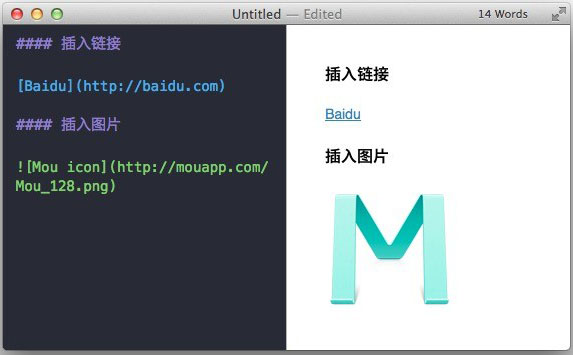 Untitled — Edited
14 Words
#### 插入链接
[Baidu](http://baidu.com)
#### 插入图片
![Mou icon](http://mouapp.com/
Mou_128.png)
插入链接
Baidu
插入图片